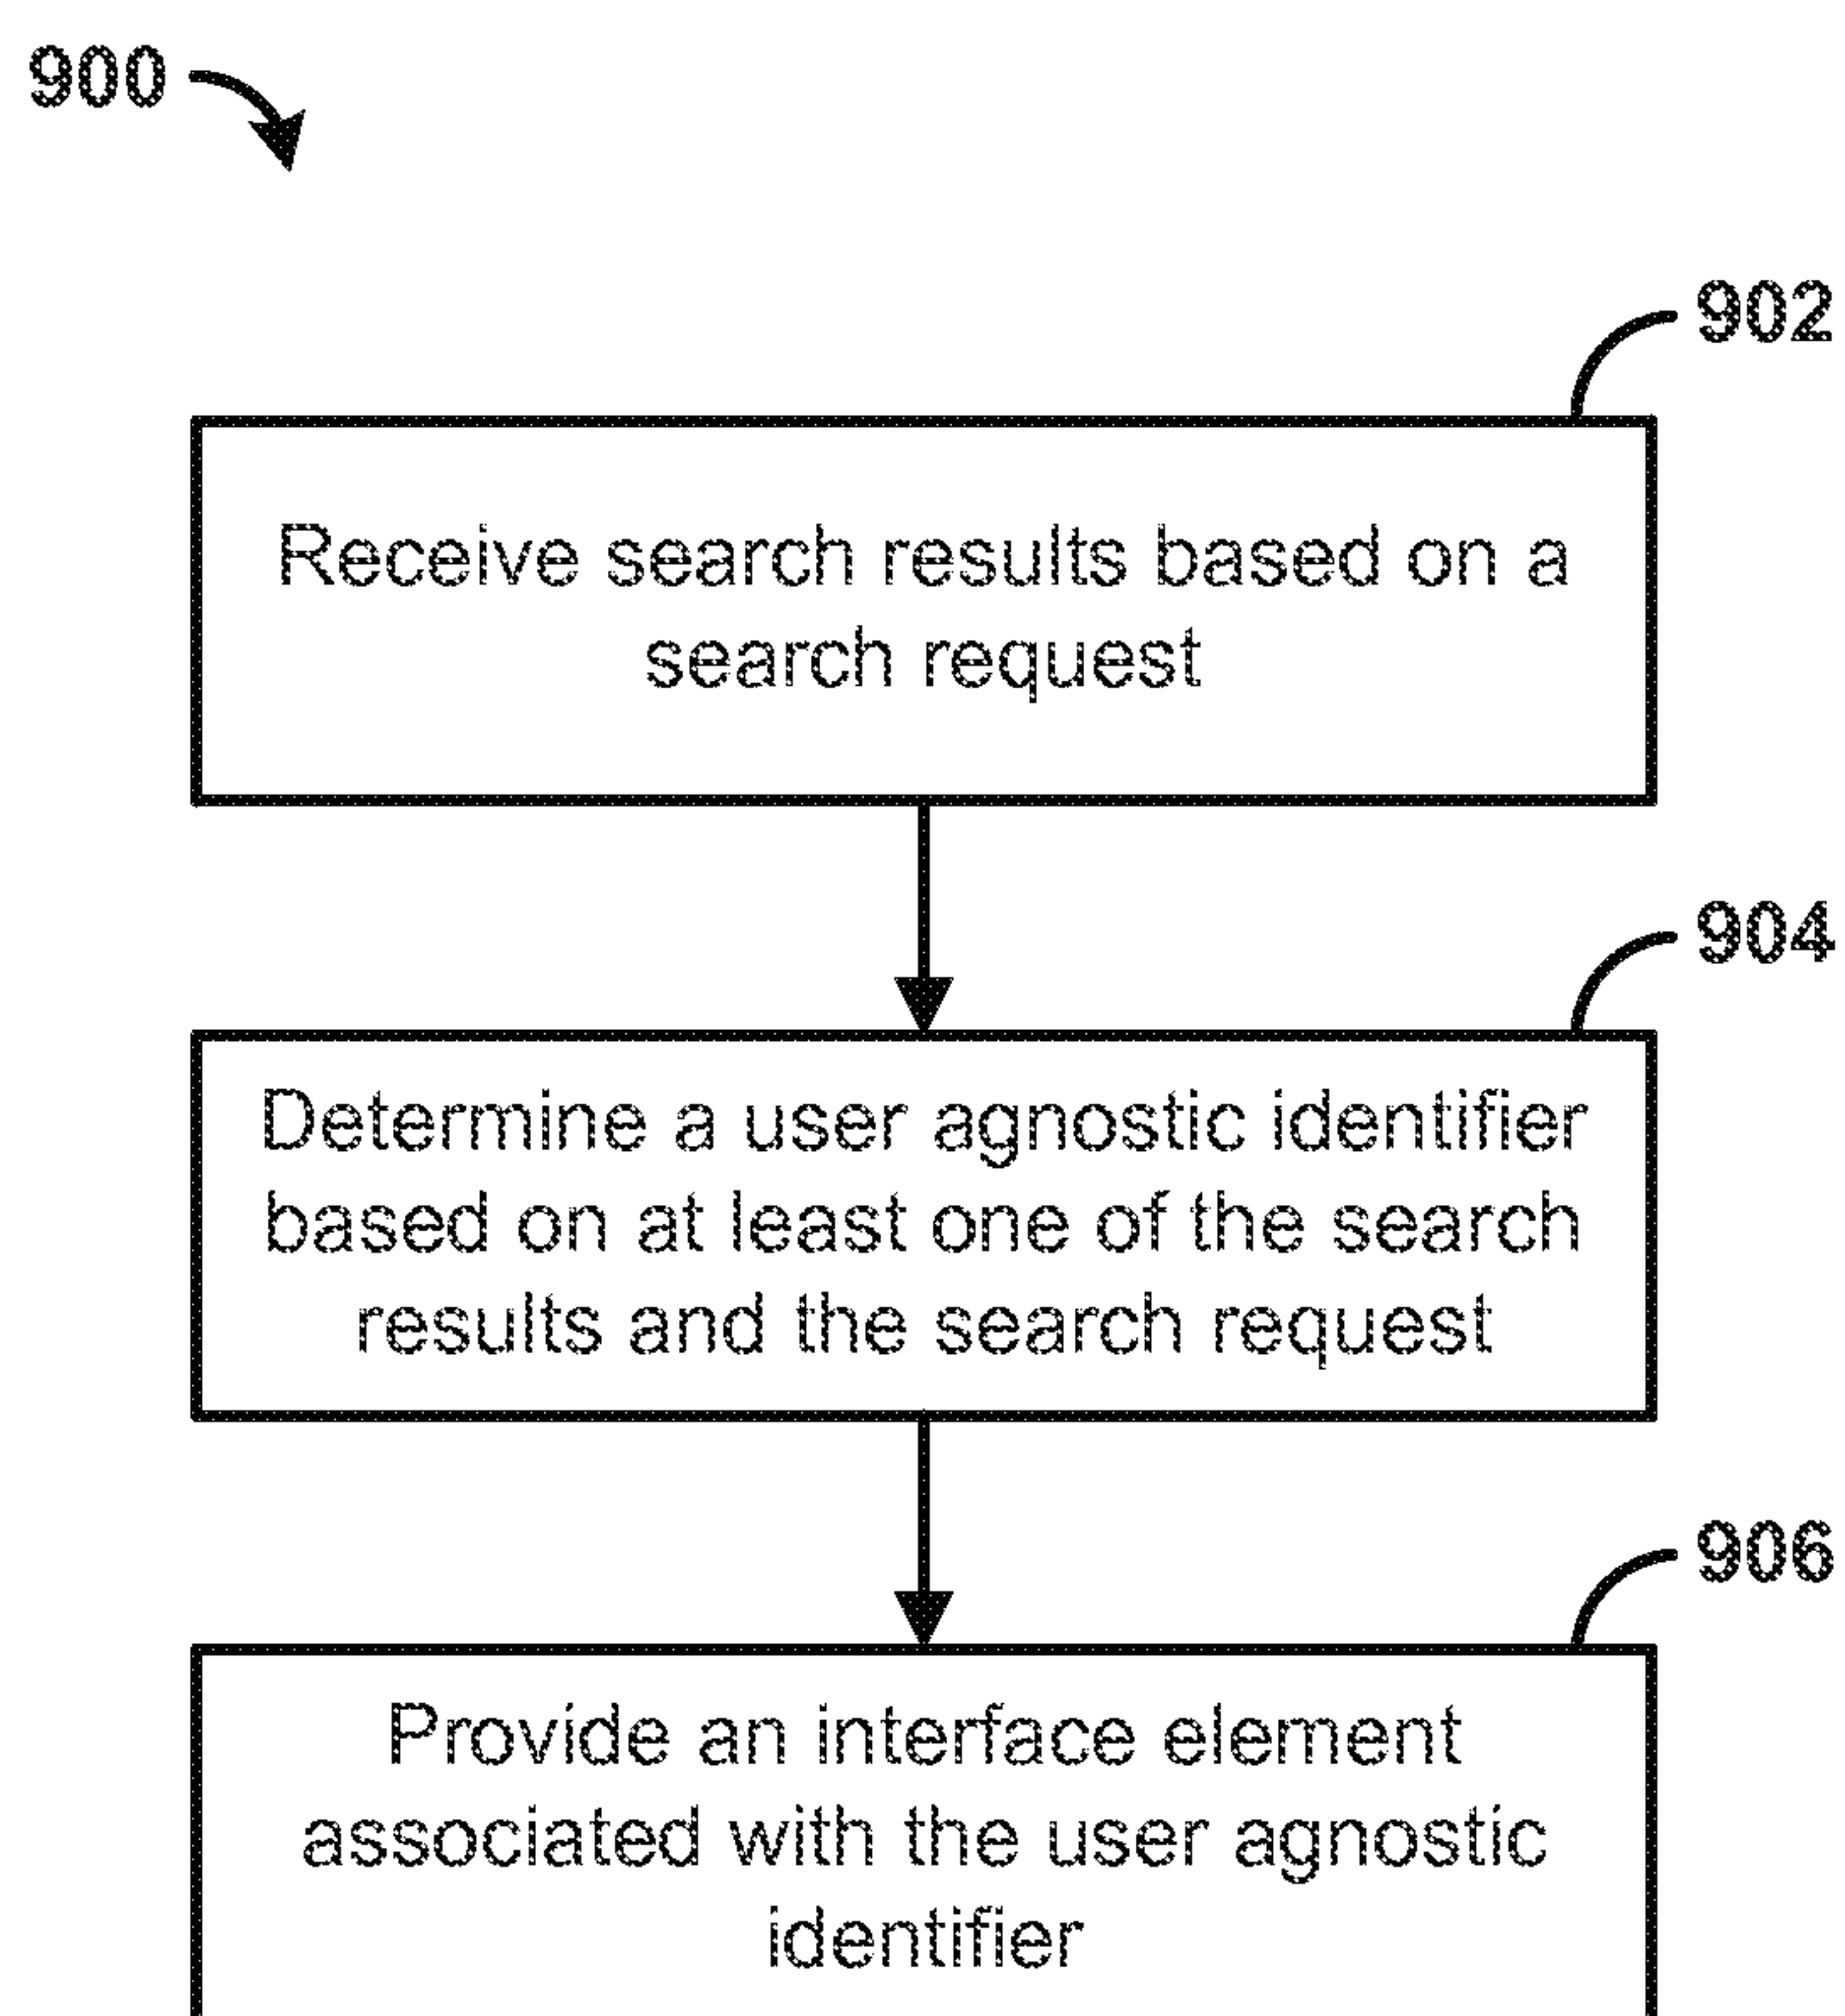 900
902
Receive search results based on a
search request
904
Determine a user agnostic identifier
based on at least one of the search
results and the search request
906
Provide an interface element
associated with the user agnostic
identifier